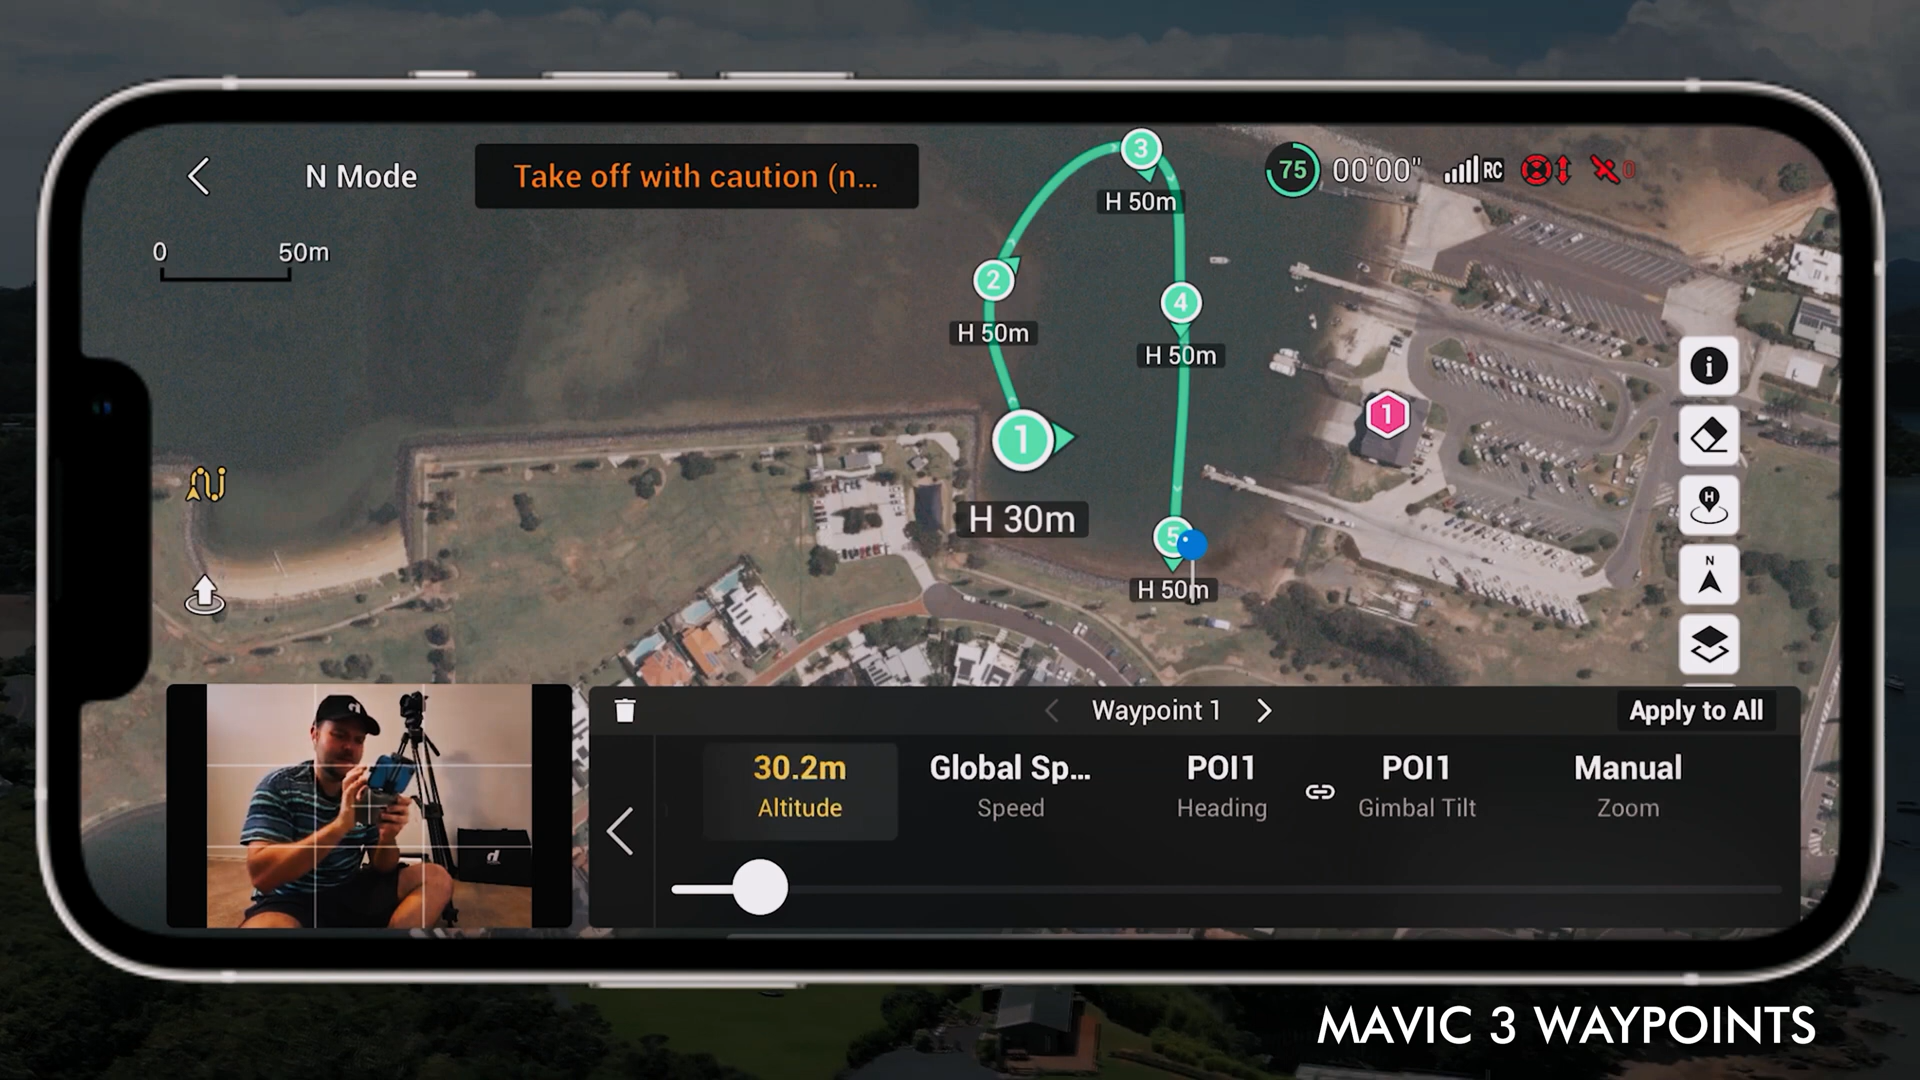 N Mode
Take off with caution (n...
75
00'00"
RC
0
0
50m
3
H 50m
2
H 50m
4
H 50m
1
H 30m
1
5
H 50m
H
N
Waypoint 1
Apply to All
30.2m
Altitude
Global Sp...
Speed
POI1
Heading
POI1
Gimbal Tilt
Manual
Zoom
d
MAVIC 3 WAYPOINTS